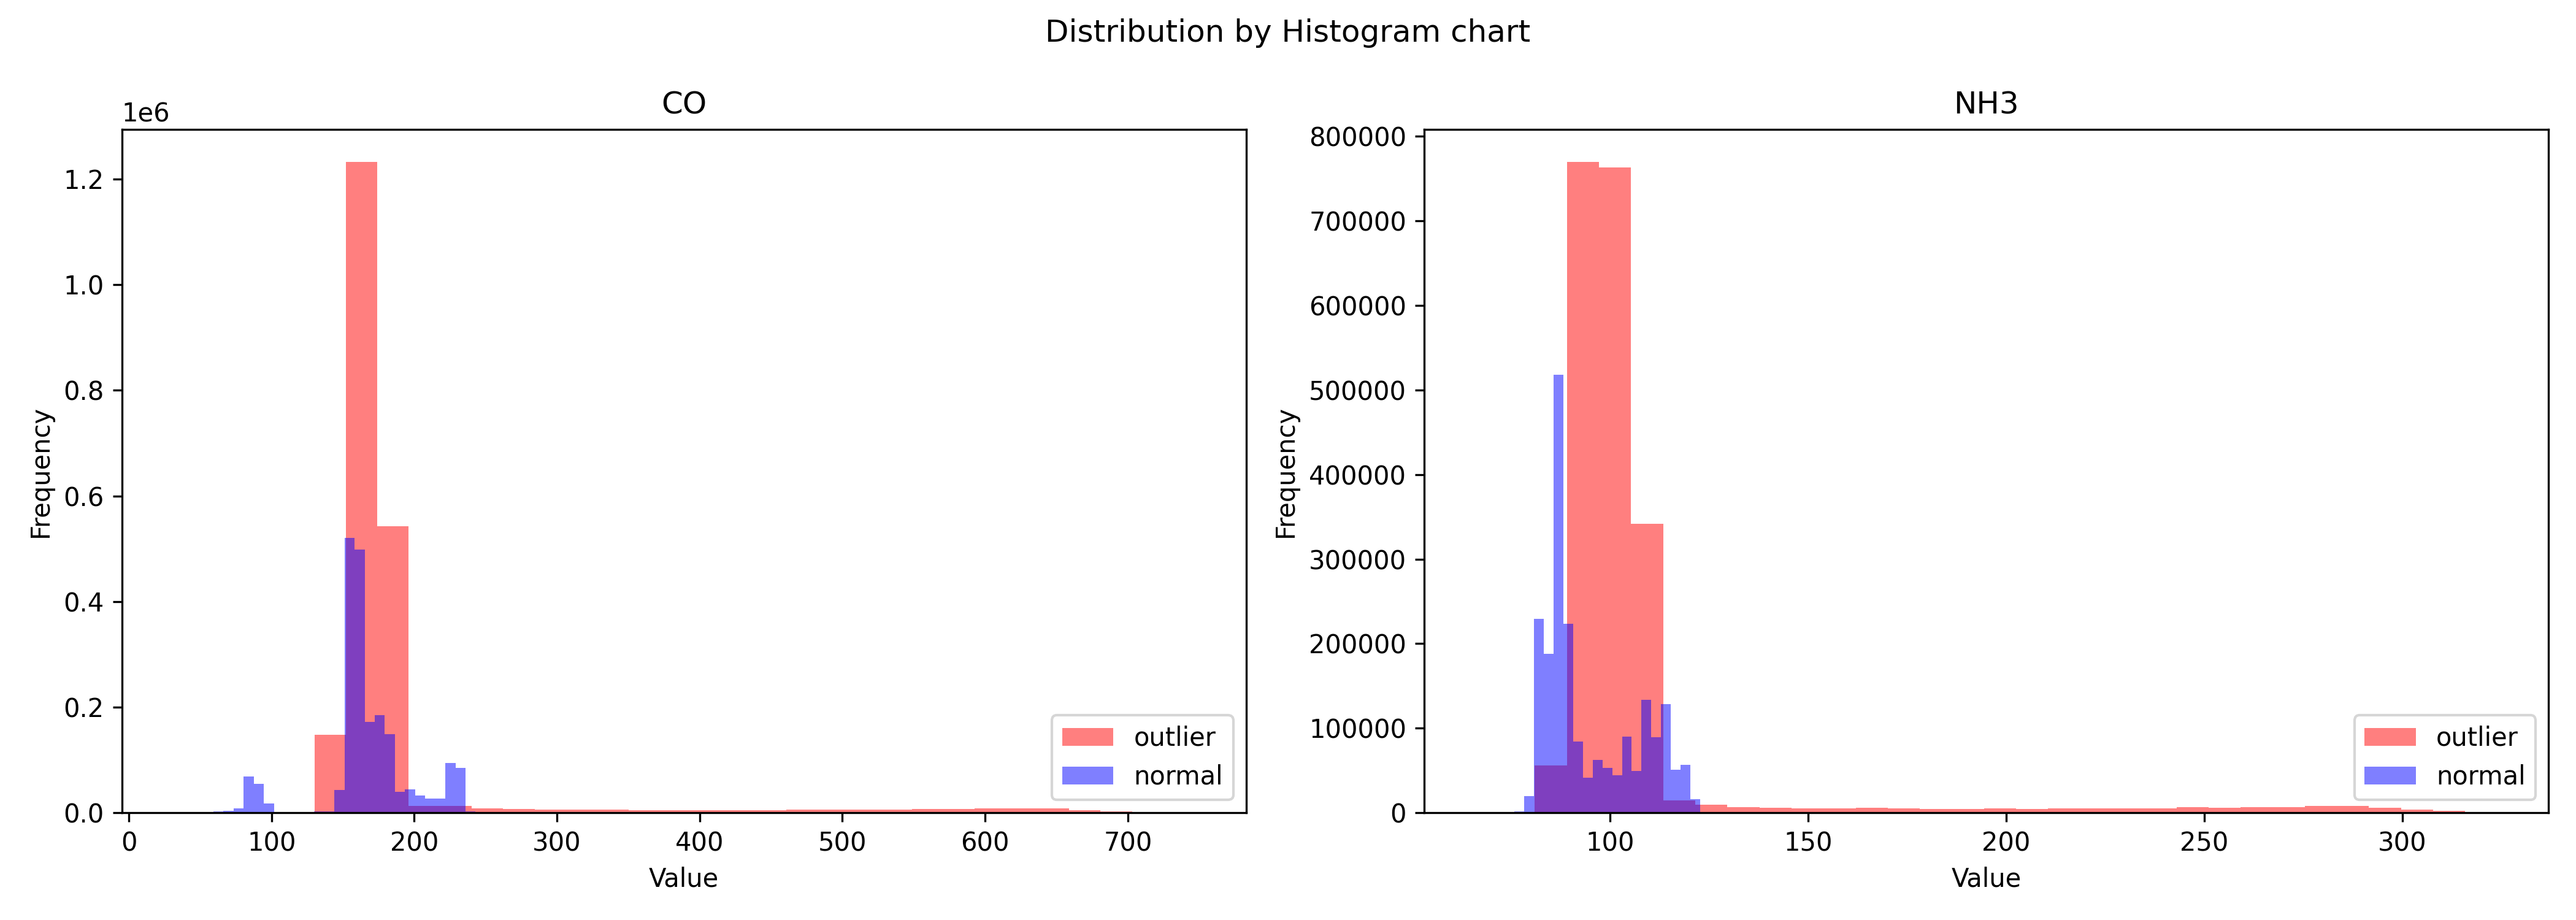 Distribution by Histogram chart
CO
1e6
1.2
1.0
0.8
0.6
0.4
0.2
0.0
Frequency
0 100 200 300 400 500 600 700
Value
outlier
normal
NH3
800000
700000
600000
500000
400000
300000
200000
100000
0
Frequency
100 150 200 250 300
Value
outlier
normal